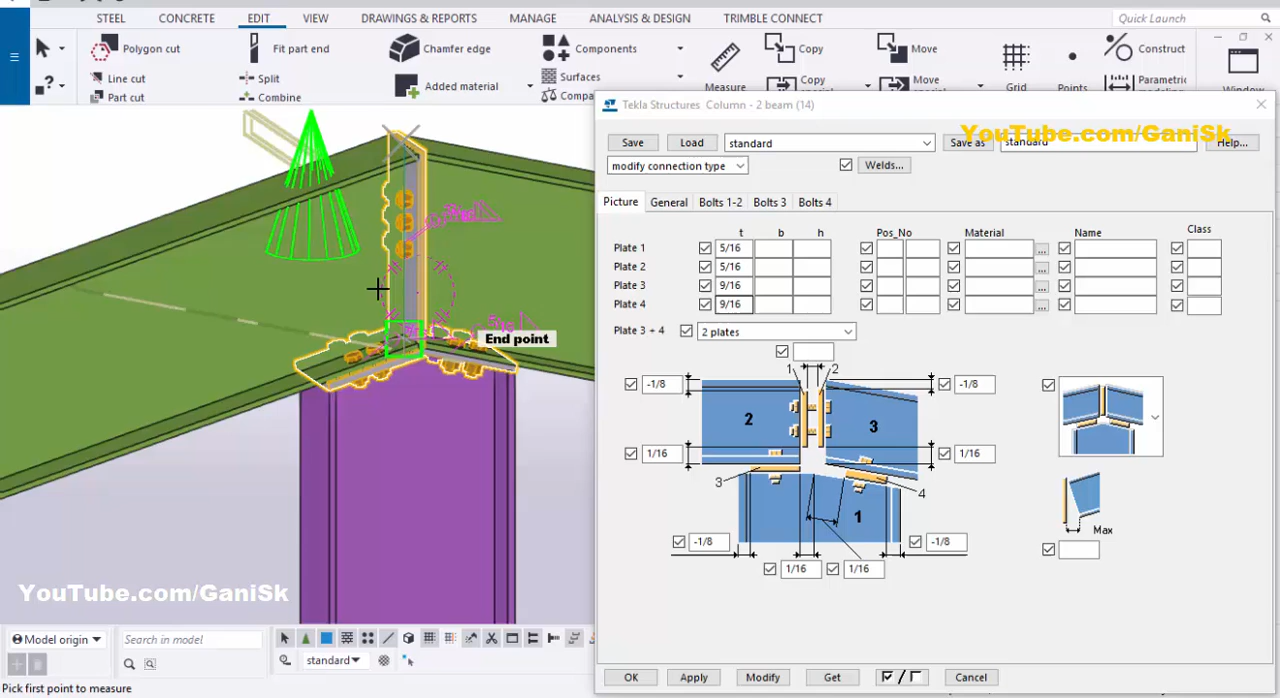 STEEL CONCRETE EDIT VIEW DRAWINGS & REPORTS MANAGE ANALYSIS & DESIGN TRIMBLE CONNECT Quick Launch
Polygon cut Fit part end Chamfer edge Components Copy Move Construct
Line cut Split Surfaces
Part cut Combine Added material Measure Copy Move Grid Points Parametric
Tekla Structures Column - 2 beam (14)
YouTube.com/GaniSk
Save Load standard Save as standard Help...
modify connection type Welds...
Picture General Bolts 1-2 Bolts 3 Bolts 4
t b h Pos_No Material Name Class
Plate 1 5/16 ...
Plate 2 5/16 ...
Plate 3 9/16 ...
Plate 4 9/16 ...
Plate 3 + 4 2 plates
End point
1 2
-1/8 -1/8
2 3
1/16 1/16
3 4
1
Max
-1/8 -1/8
1/16 1/16
YouTube.com/GaniSk
Model origin Search in model
standard
OK Apply Modify Get / Cancel
Pick first point to measure